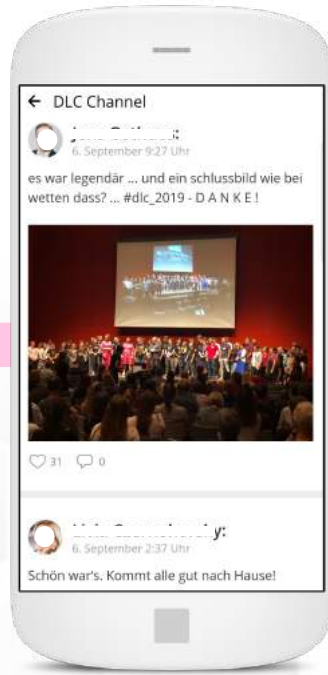 ← DLC Channel
6. September 9:27 Uhr
es war legendär ... und ein schlussbild wie bei
wetten dass? ... #dlc_2019 - D A N K E !
31 0
6. September 2:37 Uhr
Schön war's. Kommt alle gut nach Hause!